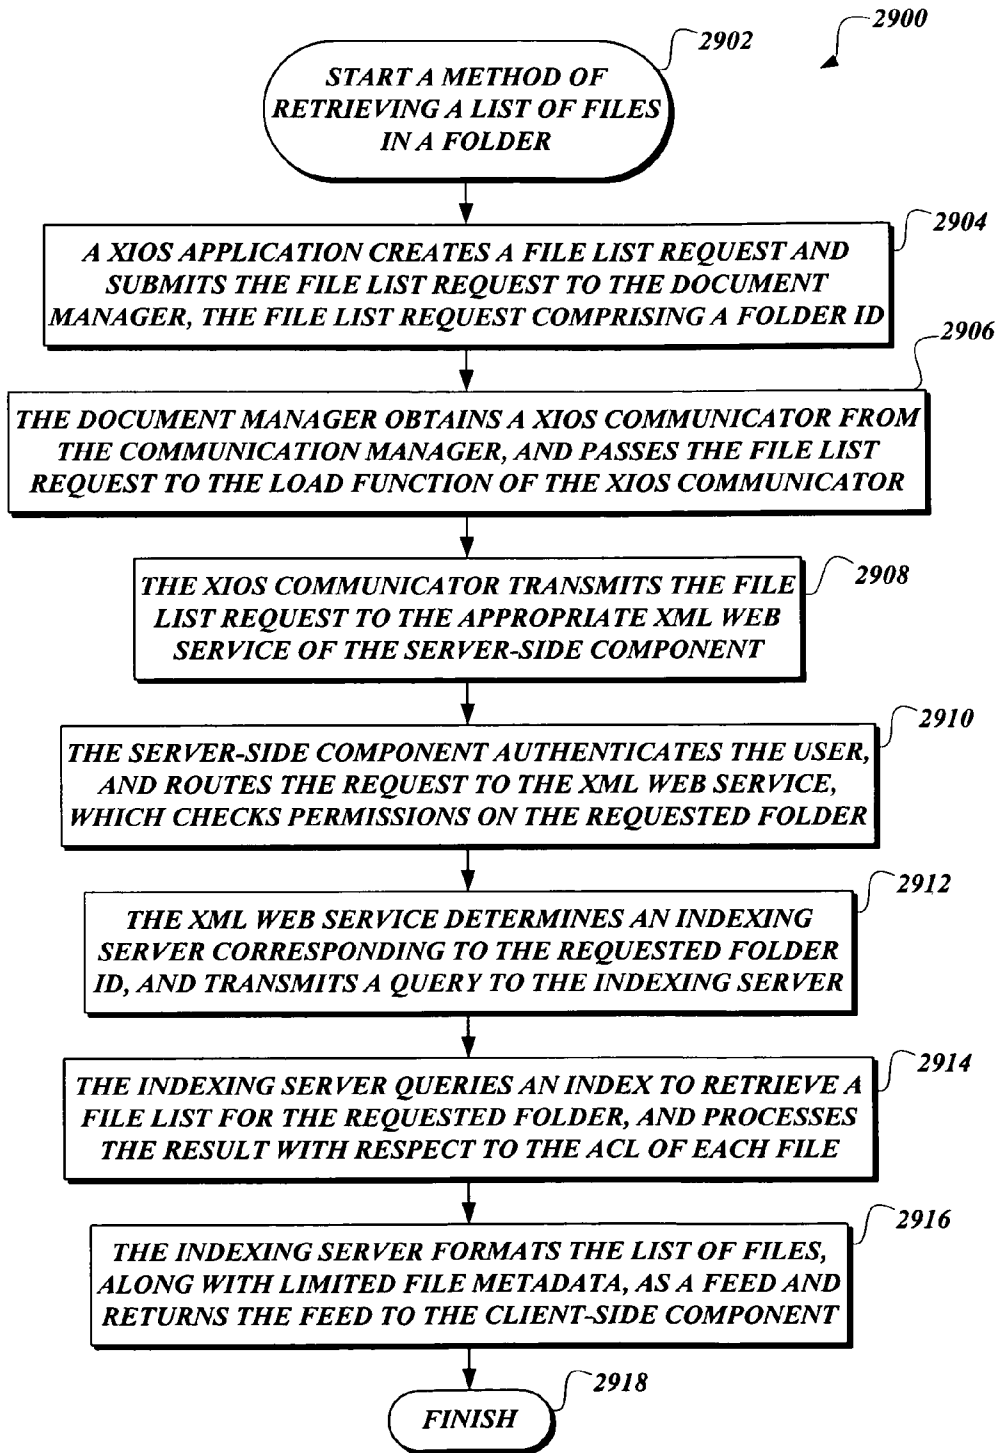 2900
2902
START A METHOD OF
RETRIEVING A LIST OF FILES
IN A FOLDER
2904
A XIOS APPLICATION CREATES A FILE LIST REQUEST AND
SUBMITS THE FILE LIST REQUEST TO THE DOCUMENT
MANAGER, THE FILE LIST REQUEST COMPRISING A FOLDER ID
2906
THE DOCUMENT MANAGER OBTAINS A XIOS COMMUNICATOR FROM
THE COMMUNICATION MANAGER, AND PASSES THE FILE LIST
REQUEST TO THE LOAD FUNCTION OF THE XIOS COMMUNICATOR
2908
THE XIOS COMMUNICATOR TRANSMITS THE FILE
LIST REQUEST TO THE APPROPRIATE XML WEB
SERVICE OF THE SERVER-SIDE COMPONENT
2910
THE SERVER-SIDE COMPONENT AUTHENTICATES THE USER,
AND ROUTES THE REQUEST TO THE XML WEB SERVICE,
WHICH CHECKS PERMISSIONS ON THE REQUESTED FOLDER
2912
THE XML WEB SERVICE DETERMINES AN INDEXING
SERVER CORRESPONDING TO THE REQUESTED FOLDER
ID, AND TRANSMITS A QUERY TO THE INDEXING SERVER
2914
THE INDEXING SERVER QUERIES AN INDEX TO RETRIEVE A
FILE LIST FOR THE REQUESTED FOLDER, AND PROCESSES
THE RESULT WITH RESPECT TO THE ACL OF EACH FILE
2916
THE INDEXING SERVER FORMATS THE LIST OF FILES,
ALONG WITH LIMITED FILE METADATA, AS A FEED AND
RETURNS THE FEED TO THE CLIENT-SIDE COMPONENT
2918
FINISH